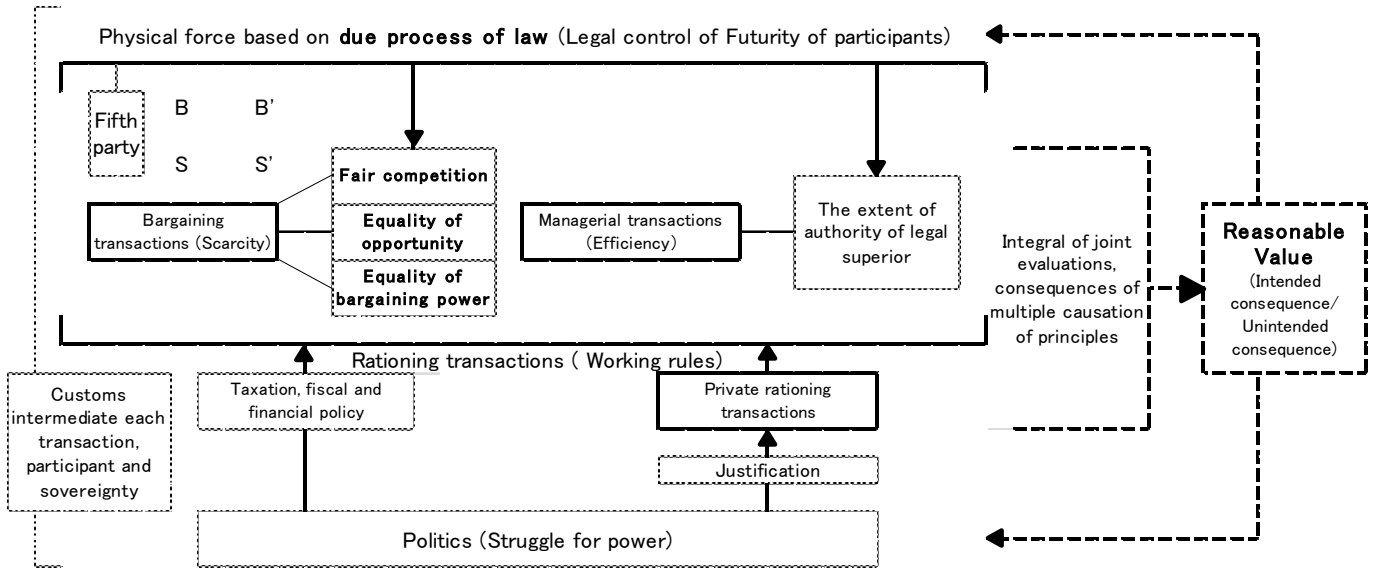 Physical force based on due process of law (Legal control of Futurity of participants)
Fifth
party
B B'
S S'
Fair competition
Bargaining
transactions (Scarcity)
Equality of
opportunity
Equality of
bargaining power
Managerial transactions
(Efficiency)
The extent of
authority of legal
superior
Integral of joint
evaluations,
consequences of
multiple causation
of principles
Reasonable
Value
(Intended
consequence/
Unintended
consequence)
Rationing transactions ( Working rules)
Customs
intermediate each
transaction,
participant and
sovereignty
Taxation, fiscal and
financial policy
Private rationing
transactions
Justification
Politics (Struggle for power)